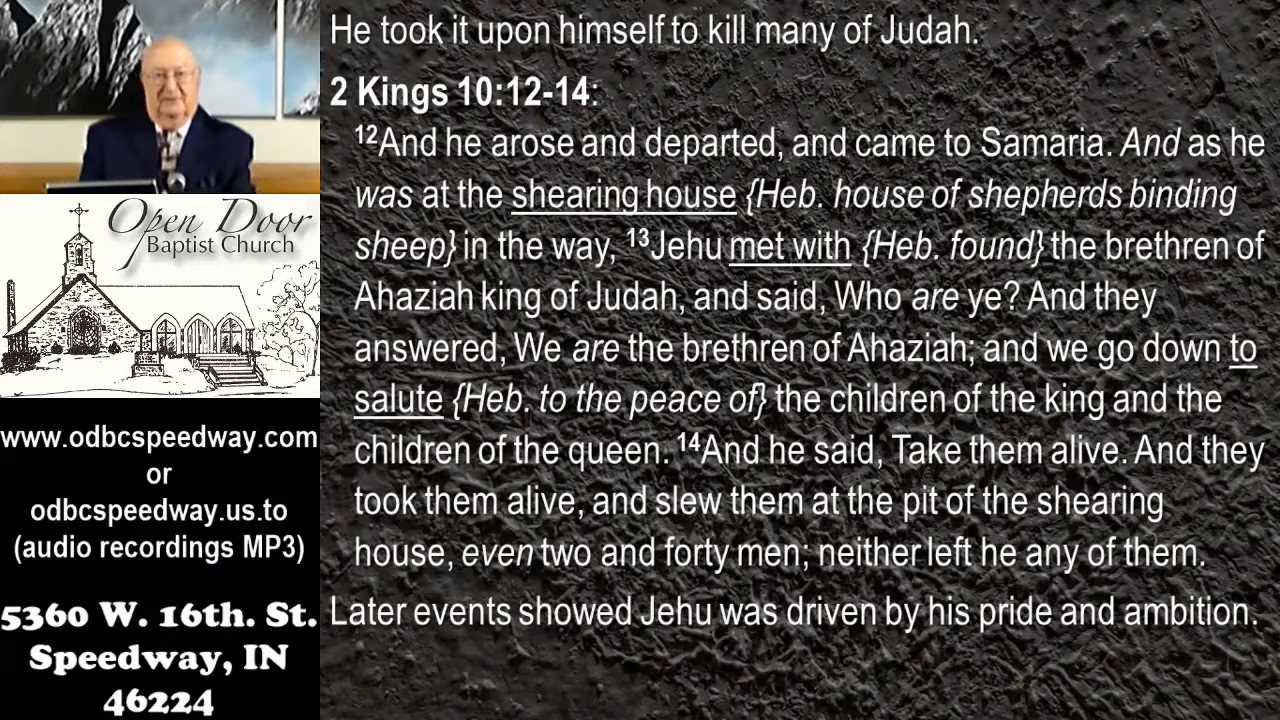 Open Door
Baptist Church
www.odbcspeedway.com
or
odbcspeedway.us.to
(audio recordings MP3)
5360 W. 16th. St.
Speedway, IN
46224
He took it upon himself to kill many of Judah.
2 Kings 10:12-14:
12And he arose and departed, and came to Samaria. And as he
was at the shearing house {Heb. house of shepherds binding
sheep} in the way, 13Jehu met with {Heb. found} the brethren of
Ahaziah king of Judah, and said, Who are ye? And they
answered, We are the brethren of Ahaziah; and we go down to
salute {Heb. to the peace of} the children of the king and the
children of the queen. 14And he said, Take them alive. And they
took them alive, and slew them at the pit of the shearing
house, even two and forty men; neither left he any of them.
Later events showed Jehu was driven by his pride and ambition.